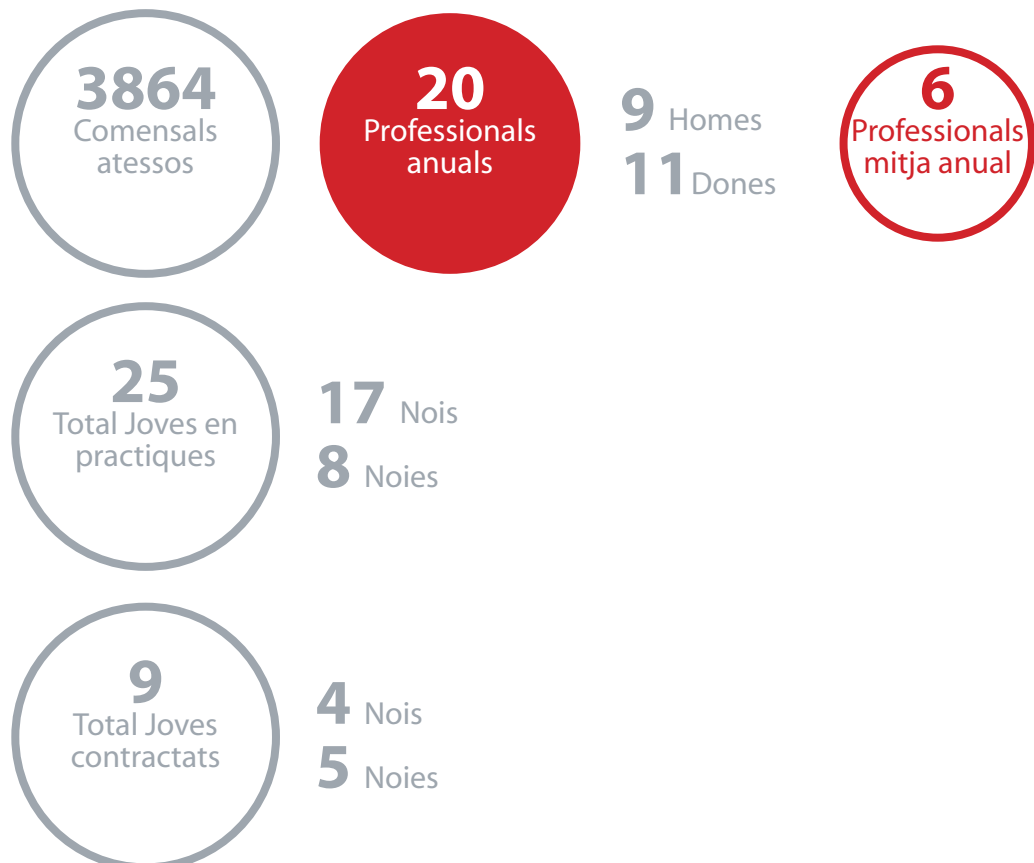 3864
Comensals
atessos
20
Professionals
anuals
9 Homes
11 Dones
6
Professionals
mitja anual
25
Total Joves en
practiques
17 Nois
8 Noies
9
Total Joves
contractats
4 Nois
5 Noies